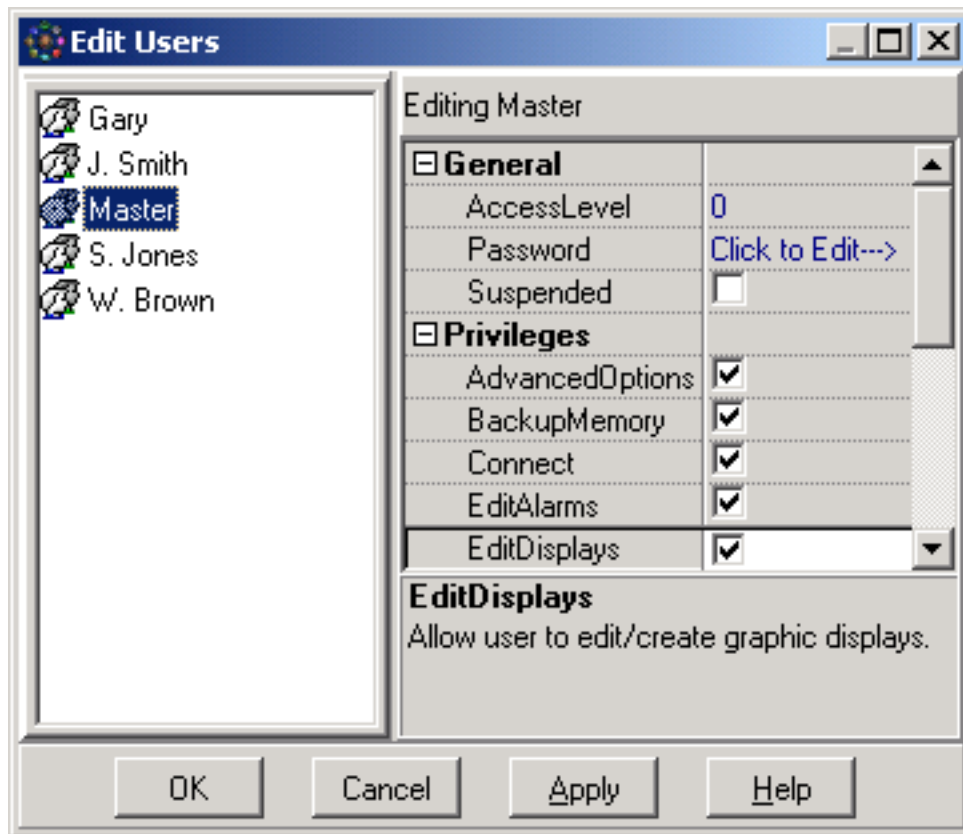 Edit Users
Gary
J. Smith
Master
S. Jones
W. Brown
Editing Master
General
AccessLevel 0
Password Click to Edit--->
Suspended
Privileges
AdvancedOptions
BackupMemory
Connect
EditAlarms
EditDisplays
EditDisplays
Allow user to edit/create graphic displays.
OK Cancel Apply Help